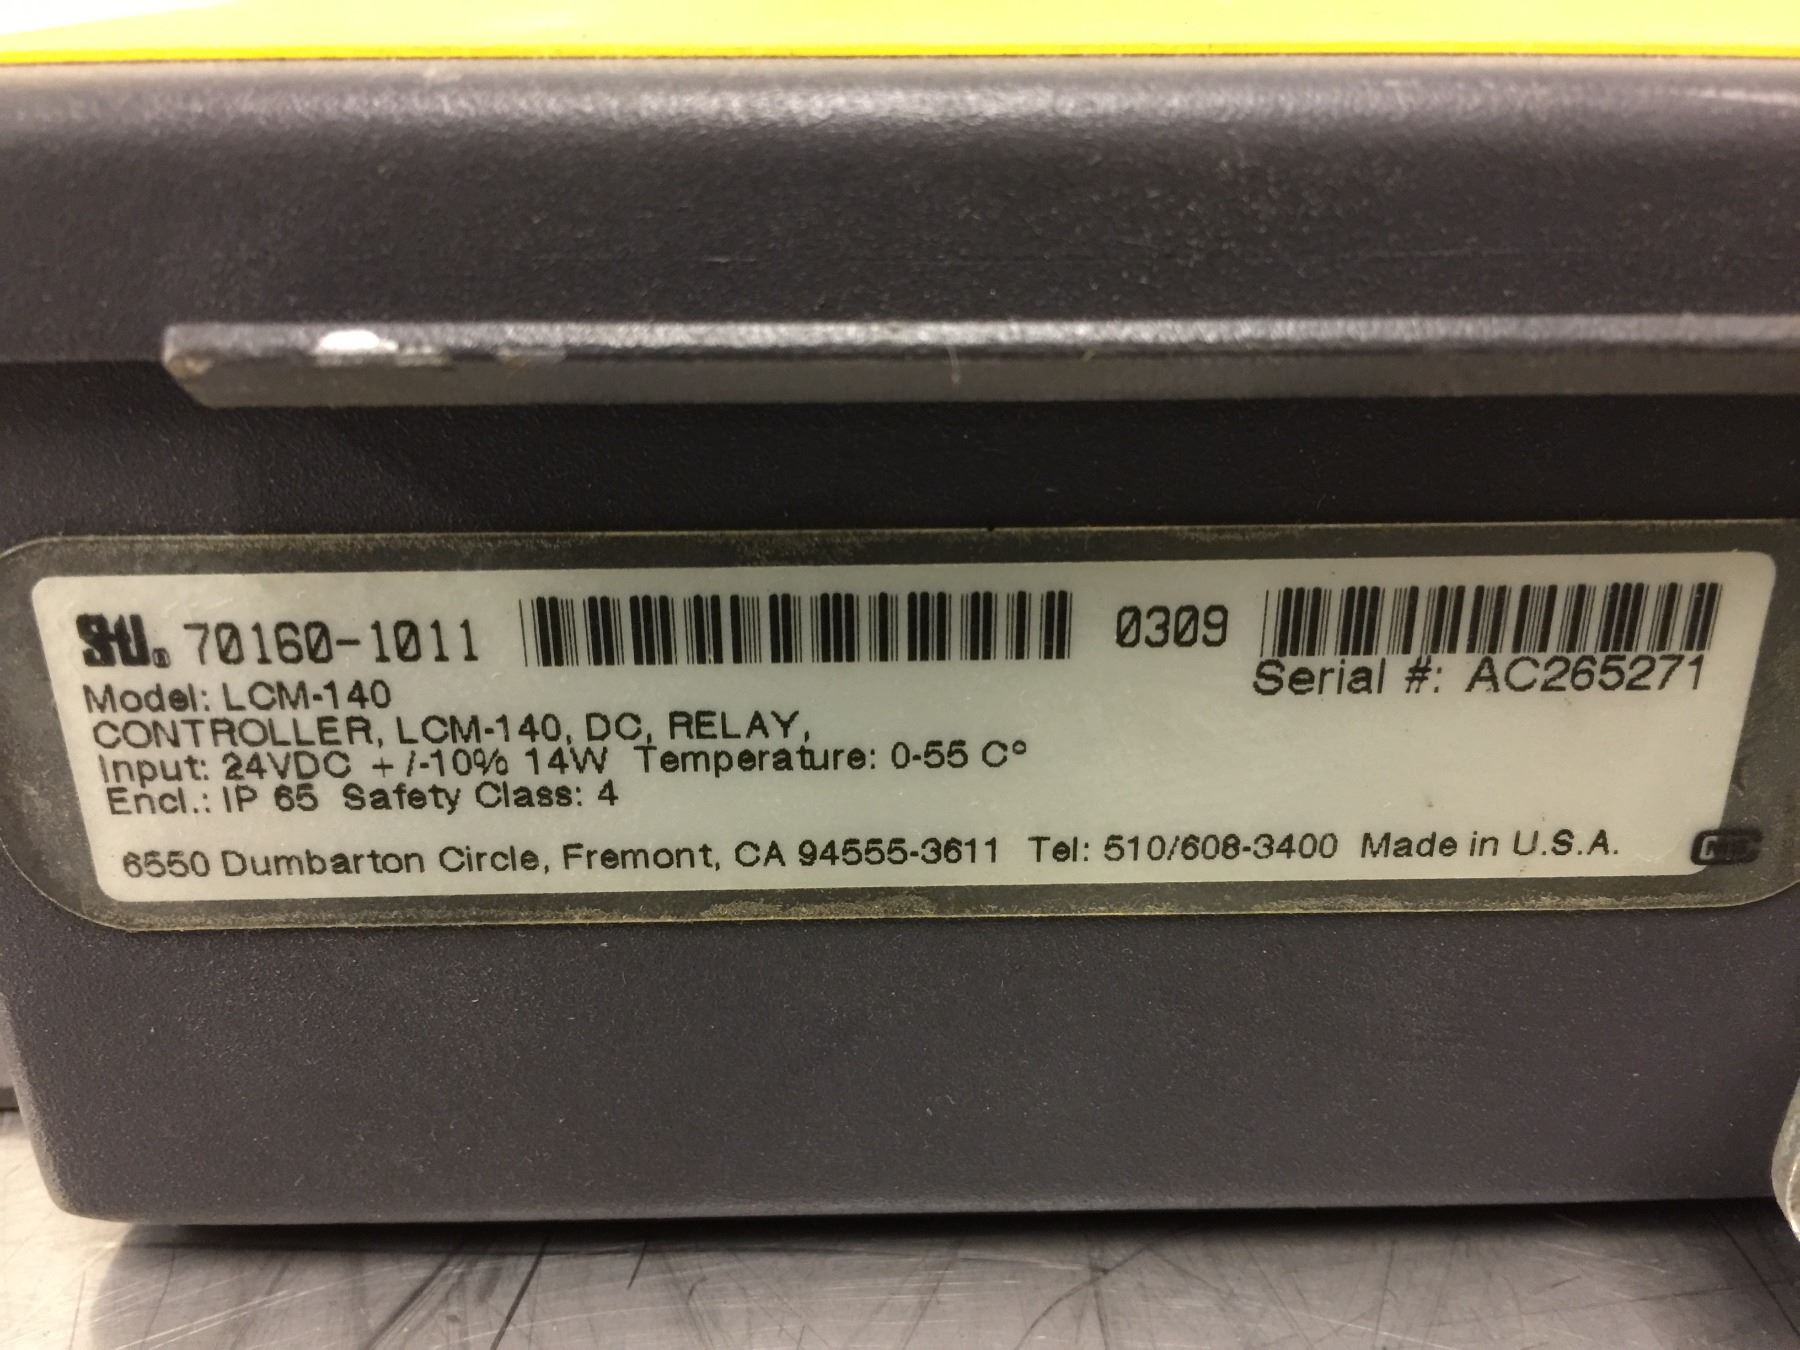 STI® 70160-1011 0309
Serial #: AC265271
Model: LCM-140
CONTROLLER, LCM-140, DC, RELAY,
Input: 24VDC +/-10% 14W Temperature: 0-55 C°
Encl.: IP 65 Safety Class: 4
6550 Dumbarton Circle, Fremont, CA 94555-3611 Tel: 510/608-3400 Made in U.S.A.